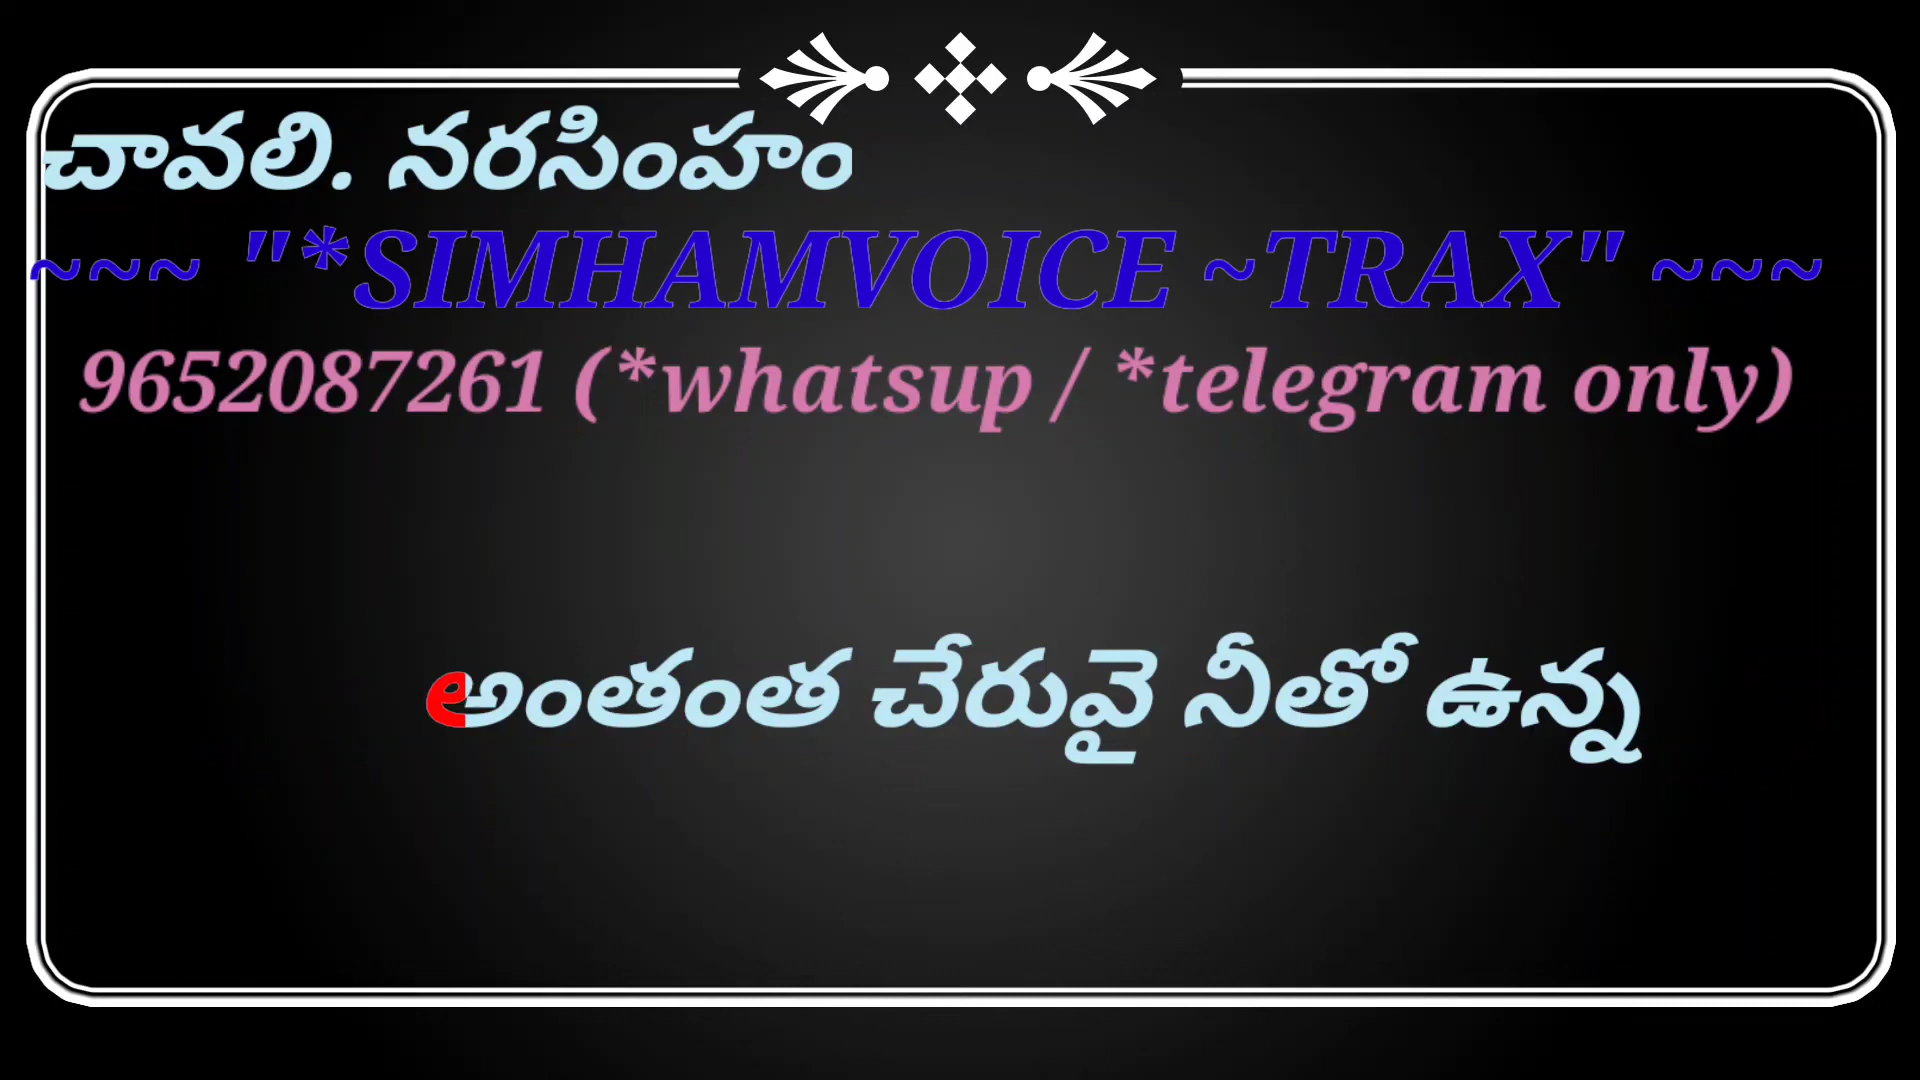 చావలి. నరసింహం
~~~ "*SIMHAMVOICE ~TRAX" ~~~
9652087261 (*whatsup / *telegram only)
అంతంత చేరువై నీతో ఉన్న